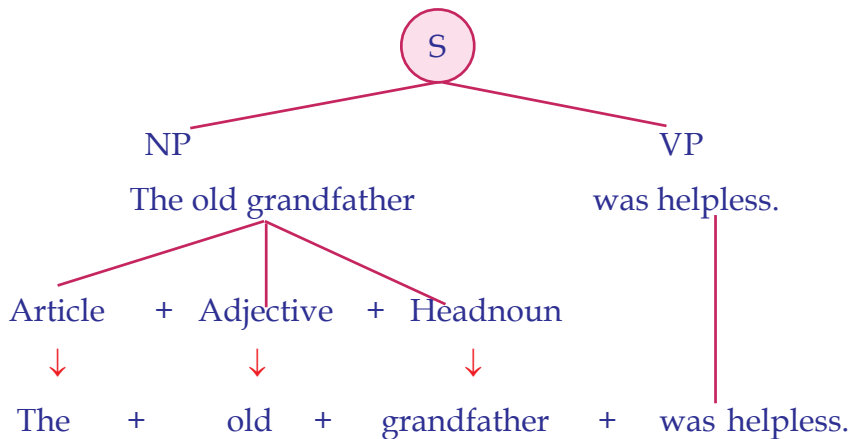 S
NP VP
The old grandfather was helpless.
Article + Adjective + Headnoun
↓ ↓ ↓
The + old + grandfather + was helpless.